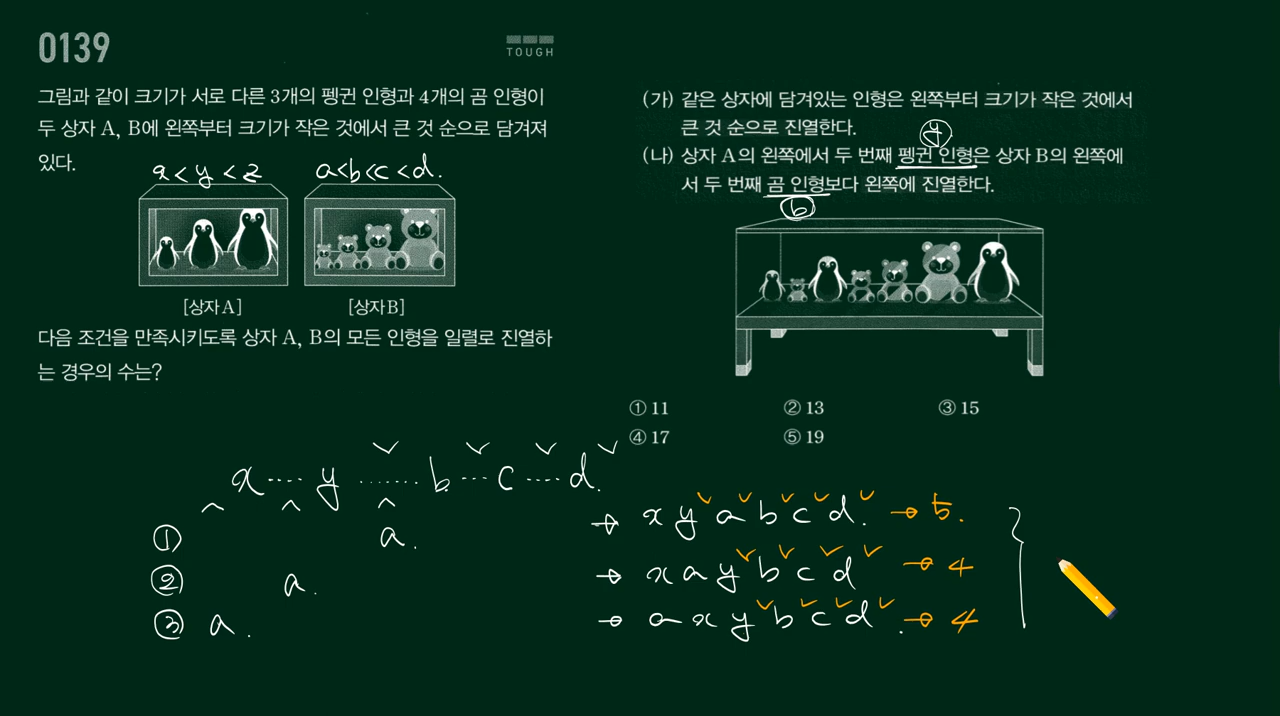 0139
TOUGH
그림과 같이 크기가 서로 다른 3개의 펭귄 인형과 4개의 곰 인형이
두 상자 A, B에 왼쪽부터 크기가 작은 것에서 큰 것 순으로 담겨져
있다.
x<y<z a<b<c<d.
[상자A] [상자B]
다음 조건을 만족시키도록 상자 A, B의 모든 인형을 일렬로 진열하
는 경우의 수는?
(가) 같은 상자에 담겨있는 인형은 왼쪽부터 크기가 작은 것에서
큰 것 순으로 진열한다.
y
(나) 상자 A의 왼쪽에서 두 번째 펭귄 인형은 상자 B의 왼쪽에
서 두 번째 곰 인형보다 왼쪽에 진열한다.
b
① 11 ② 13 ③ 15
④ 17 ⑤ 19
x ···· y ······ b ··· c ···· d.
① a. → x y a b c d. → 5.
② a. → x a y b c d → 4
③ a. → a x y b c d. → 4